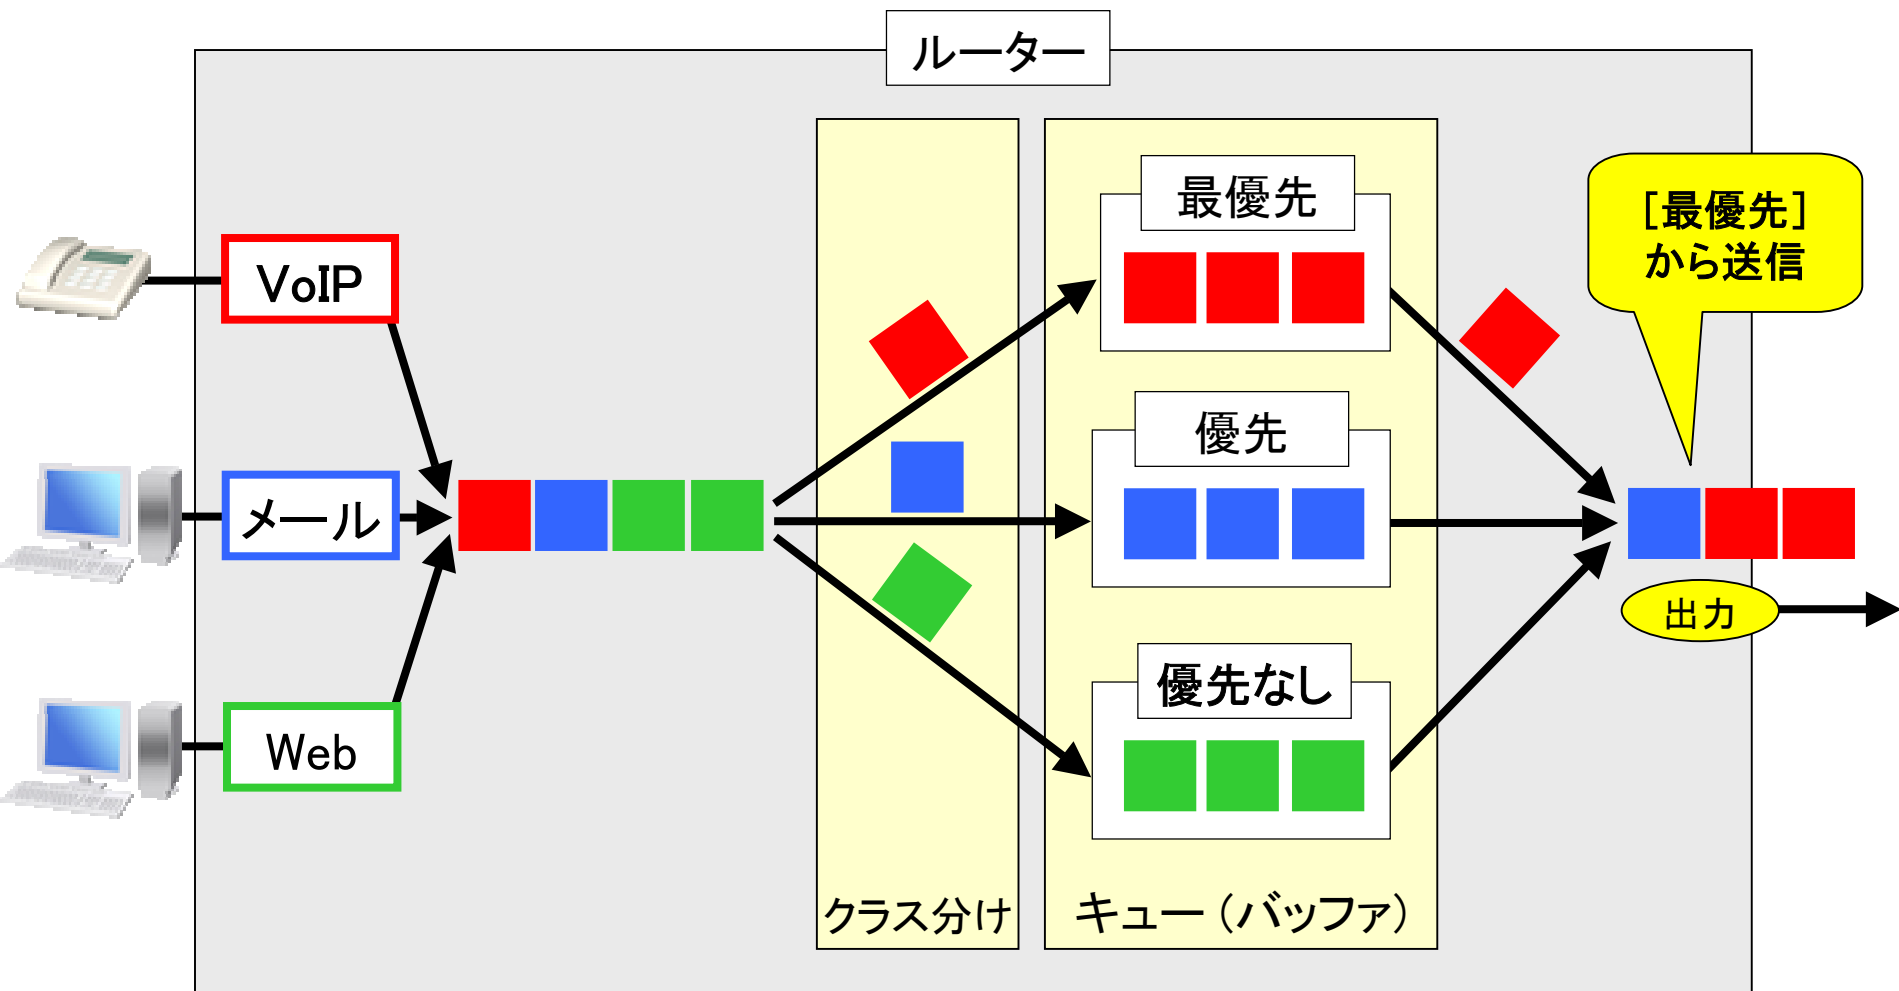 ルーター
VoIP
メール
Web
クラス分け
最優先
優先
優先なし
キュー（バッファ）
［最優先］
から送信
出力